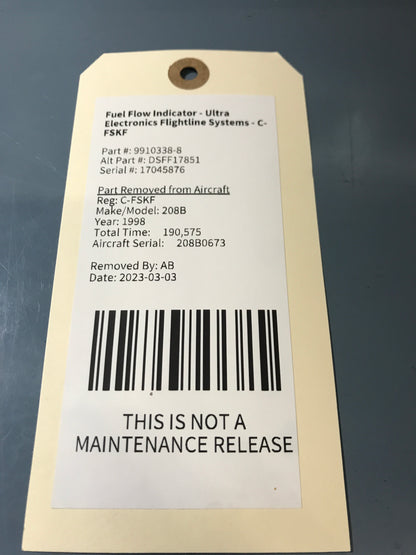 Fuel Flow Indicator - Ultra
Electronics Flightline Systems - C-
FSKF
Part #: 9910338-8
Alt Part #: DSFF17851
Serial #: 17045876
Part Removed from Aircraft
Reg: C-FSKF
Make/Model: 208B
Year: 1998
Total Time: 190,575
Aircraft Serial: 208B0673
Removed By: AB
Date: 2023-03-03
THIS IS NOT A
MAINTENANCE RELEASE